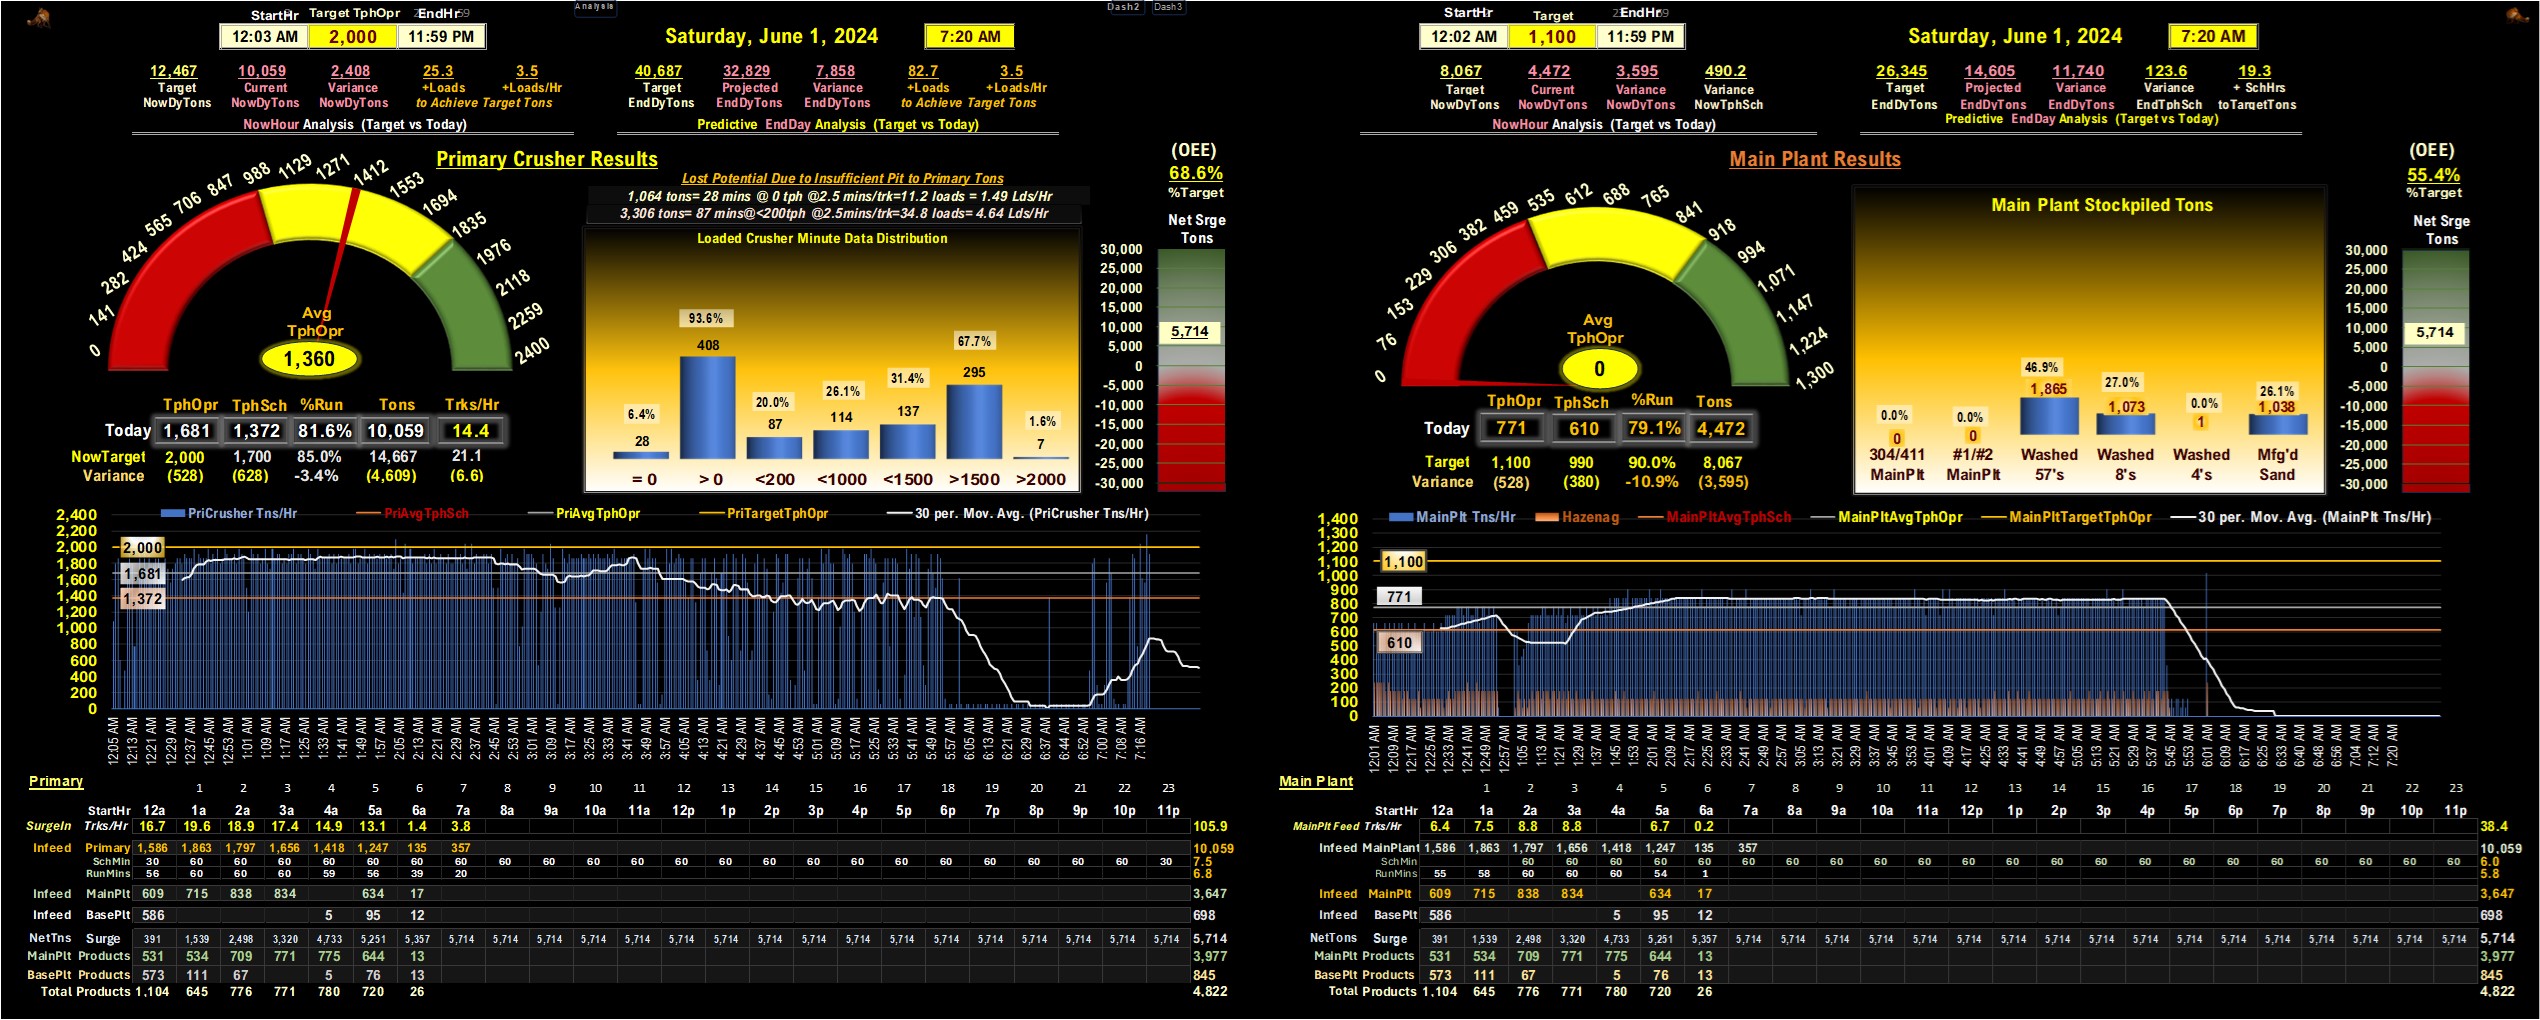 Analysis
Dash2 Dash3
StartHr Target TphOpr EndHr
12:03 AM 2,000 11:59 PM
Saturday, June 1, 2024 7:20 AM
12,467 10,059 2,408 25.3 3.5
Target Current Variance +Loads +Loads/Hr
NowDyTons NowDyTons NowDyTons to Achieve Target Tons
NowHour Analysis (Target vs Today)
40,687 32,829 7,858 82.7 3.5
Target Projected Variance +Loads +Loads/Hr
EndDyTons EndDyTons EndDyTons to Achieve Target Tons
Predictive EndDay Analysis (Target vs Today)
Primary Crusher Results
Lost Potential Due to Insufficient Pit to Primary Tons
1,064 tons= 28 mins @ 0 tph @2.5 mins/trk=11.2 loads = 1.49 Lds/Hr
3,306 tons= 87 mins@<200tph @2.5mins/trk=34.8 loads= 4.64 Lds/Hr
(OEE)
68.6%
%Target
Net Srge
Tons
30,000
25,000
20,000
15,000
10,000
5,714
5,000
0
-5,000
-10,000
-15,000
-20,000
-25,000
-30,000
0 141 282 424 565 706 847 988 1129 1271 1412 1553 1694 1835 1976 2118 2259 2400
Avg
TphOpr
1,360
TphOpr TphSch %Run Tons Trks/Hr
Today 1,681 1,372 81.6% 10,059 14.4
NowTarget 2,000 1,700 85.0% 14,667 21.1
Variance (528) (628) -3.4% (4,609) (6.6)
Loaded Crusher Minute Data Distribution
6.4% 93.6% 20.0% 26.1% 31.4% 67.7% 1.6%
28 408 87 114 137 295 7
= 0 > 0 <200 <1000 <1500 >1500 >2000
PriCrusher Tns/Hr PriAvgTphSch PriAvgTphOpr PriTargetTphOpr 30 per. Mov. Avg. (PriCrusher Tns/Hr)
2,400
2,200
2,000
1,800
1,600
1,400
1,200
1,000
800
600
400
200
0
2,000
1,681
1,372
12:05 AM 12:13 AM 12:21 AM 12:29 AM 12:37 AM 12:45 AM 12:53 AM 1:01 AM 1:09 AM 1:17 AM 1:25 AM 1:33 AM 1:41 AM 1:49 AM 1:57 AM 2:05 AM 2:13 AM 2:21 AM 2:29 AM 2:37 AM 2:45 AM 2:53 AM 3:01 AM 3:09 AM 3:17 AM 3:25 AM 3:33 AM 3:41 AM 3:49 AM 3:57 AM 4:05 AM 4:13 AM 4:21 AM 4:29 AM 4:37 AM 4:45 AM 4:53 AM 5:01 AM 5:09 AM 5:17 AM 5:25 AM 5:33 AM 5:41 AM 5:49 AM 5:57 AM 6:05 AM 6:13 AM 6:21 AM 6:29 AM 6:37 AM 6:44 AM 6:52 AM 7:00 AM 7:08 AM 7:16 AM
Primary
1 2 3 4 5 6 7 8 9 10 11 12 13 14 15 16 17 18 19 20 21 22 23
StartHr 12a 1a 2a 3a 4a 5a 6a 7a 8a 9a 10a 11a 12p 1p 2p 3p 4p 5p 6p 7p 8p 9p 10p 11p
SurgeIn Trks/Hr 16.7 19.6 18.9 17.4 14.9 13.1 1.4 3.8 105.9
Infeed Primary 1,586 1,863 1,797 1,656 1,418 1,247 135 357 10,059
SchMin 30 60 60 60 60 60 60 60 60 60 60 60 60 60 60 60 60 60 60 60 60 60 60 30 7.5
RunMins 56 60 60 60 59 56 39 20 6.8
Infeed MainPlt 609 715 838 834 634 17 3,647
Infeed BasePlt 586 5 95 12 698
NetTns Surge 391 1,539 2,498 3,320 4,733 5,251 5,357 5,714 5,714 5,714 5,714 5,714 5,714 5,714 5,714 5,714 5,714 5,714 5,714 5,714 5,714 5,714 5,714 5,714 5,714
MainPlt Products 531 534 709 771 775 644 13 3,977
BasePlt Products 573 111 67 5 76 13 845
Total Products 1,104 645 776 771 780 720 26 4,822
StartHr Target EndHr
12:02 AM 1,100 11:59 PM
Saturday, June 1, 2024 7:20 AM
8,067 4,472 3,595 490.2
Target Current Variance Variance
NowDyTons NowDyTons NowDyTons NowTphSch
NowHour Analysis (Target vs Today)
26,345 14,605 11,740 123.6 19.3
Target Projected Variance Variance + SchHrs
EndDyTons EndDyTons EndDyTons EndTphSch toTargetTons
Predictive EndDay Analysis (Target vs Today)
Main Plant Results
(OEE)
55.4%
%Target
Net Srge
Tons
30,000
25,000
20,000
15,000
10,000
5,714
5,000
0
-5,000
-10,000
-15,000
-20,000
-25,000
-30,000
0 76 153 229 306 382 459 535 612 688 765 841 918 994 1,071 1,147 1,224 1,300
Avg
TphOpr
0
TphOpr TphSch %Run Tons
Today 771 610 79.1% 4,472
Target 1,100 990 90.0% 8,067
Variance (528) (380) -10.9% (3,595)
Main Plant Stockpiled Tons
0.0% 0.0% 46.9% 27.0% 0.0% 26.1%
0 0 1,865 1,073 1 1,038
304/411 #1/#2 Washed Washed Washed Mfg'd
MainPlt MainPlt 57's 8's 4's Sand
MainPlt Tns/Hr Hazenag MainPltAvgTphSch MainPltAvgTphOpr MainPltTargetTphOpr 30 per. Mov. Avg. (MainPlt Tns/Hr)
1,400
1,300
1,200
1,100
1,000
900
800
700
600
500
400
300
200
100
0
1,100
771
610
12:01 AM 12:09 AM 12:17 AM 12:25 AM 12:33 AM 12:41 AM 12:49 AM 12:57 AM 1:05 AM 1:13 AM 1:21 AM 1:29 AM 1:37 AM 1:45 AM 1:53 AM 2:01 AM 2:09 AM 2:17 AM 2:25 AM 2:33 AM 2:41 AM 2:49 AM 2:57 AM 3:05 AM 3:13 AM 3:21 AM 3:29 AM 3:37 AM 3:45 AM 3:53 AM 4:01 AM 4:09 AM 4:17 AM 4:25 AM 4:33 AM 4:41 AM 4:49 AM 4:57 AM 5:05 AM 5:13 AM 5:21 AM 5:29 AM 5:37 AM 5:45 AM 5:53 AM 6:01 AM 6:09 AM 6:17 AM 6:25 AM 6:33 AM 6:40 AM 6:48 AM 6:56 AM 7:04 AM 7:12 AM 7:20 AM
Main Plant
1 2 3 4 5 6 7 8 9 10 11 12 13 14 15 16 17 18 19 20 21 22 23
StartHr 12a 1a 2a 3a 4a 5a 6a 7a 8a 9a 10a 11a 12p 1p 2p 3p 4p 5p 6p 7p 8p 9p 10p 11p
MainPlt Feed Trks/Hr 6.4 7.5 8.8 8.8 6.7 0.2 38.4
Infeed MainPlant 1,586 1,863 1,797 1,656 1,418 1,247 135 357 10,059
SchMin 60 60 60 60 60 60 60 60 60 60 60 60 60 60 60 60 60 60 60 60 60 60 6.0
RunMins 55 58 60 60 60 54 1 5.8
Infeed MainPlt 609 715 838 834 634 17 3,647
Infeed BasePlt 586 5 95 12 698
NetTons Surge 391 1,539 2,498 3,320 4,733 5,251 5,357 5,714 5,714 5,714 5,714 5,714 5,714 5,714 5,714 5,714 5,714 5,714 5,714 5,714 5,714 5,714 5,714 5,714 5,714
MainPlt Products 531 534 709 771 775 644 13 3,977
BasePlt Products 573 111 67 5 76 13 845
Total Products 1,104 645 776 771 780 720 26 4,822